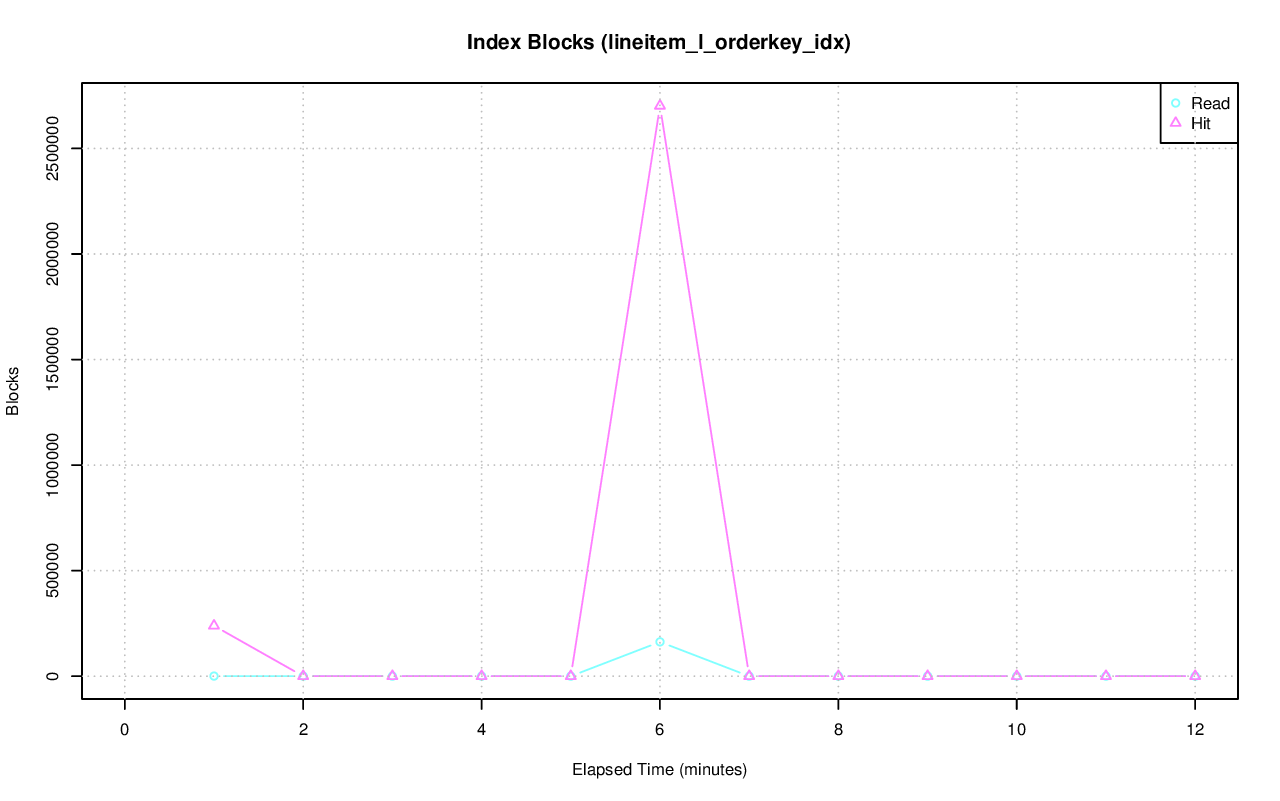 Index Blocks (lineitem_l_orderkey_idx)
Read
Hit
2500000
2000000
1500000
1000000
500000
0
Blocks
0 2 4 6 8 10 12
Elapsed Time (minutes)